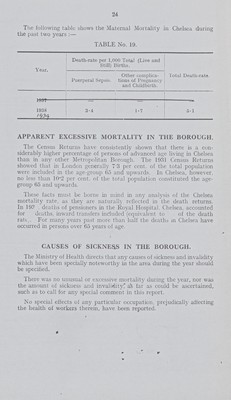 24
The following table shows the Maternal Mortality in Chelsea during
the past two years :—
TABLE No. 19.
Year.
Death-rate per 1,000 Total (Live and
Still) Births.
Puerperal Sepsis.
Other complica-
tions of Pregnancy
and Childbirth.
Total Death-rate.
1937
1938
1939
APPARENT EXCESSIVE MORTALITY IN THE BOROUGH.
The Census Returns have consistently shown that there is a con-
siderably higher percentage of persons of advanced age living in Chelsea
than in any other Metropolitan Borough. The 1931 Census Returns
showed that in London generally 7·3 per cent. of the total population
were included in the age-group 65 and upwards. In Chelsea, however,
no less than 10·2 per cent. of the total population constituted the age-
group 65 and upwards.
These facts must be borne in mind in any analysis of the Chelsea
mortality rate, as they are naturally reflected in the death returns.
In 193 deaths of pensioners in the Royal Hospital, Chelsea, accounted
for deaths; inward transfers included equivalent to of the death
rate. For many years past more than half the deaths in Chelsea have
occurred in persons over 65 years of age.
CAUSES OF SICKNESS IN THE BOROUGH.
The Ministry of Health directs that any causes of sickness and invalidity
which have been specially noteworthy in the area during the year should
be specified.
There was no unusual or excessive mortality during the year, nor was
the amount of sickness and invalidity, as far as could be ascertained,
such as to call for any special comment in this report.
No special effects of any particular occupation, prejudicially affecting
the health of workers therein, have been reported.